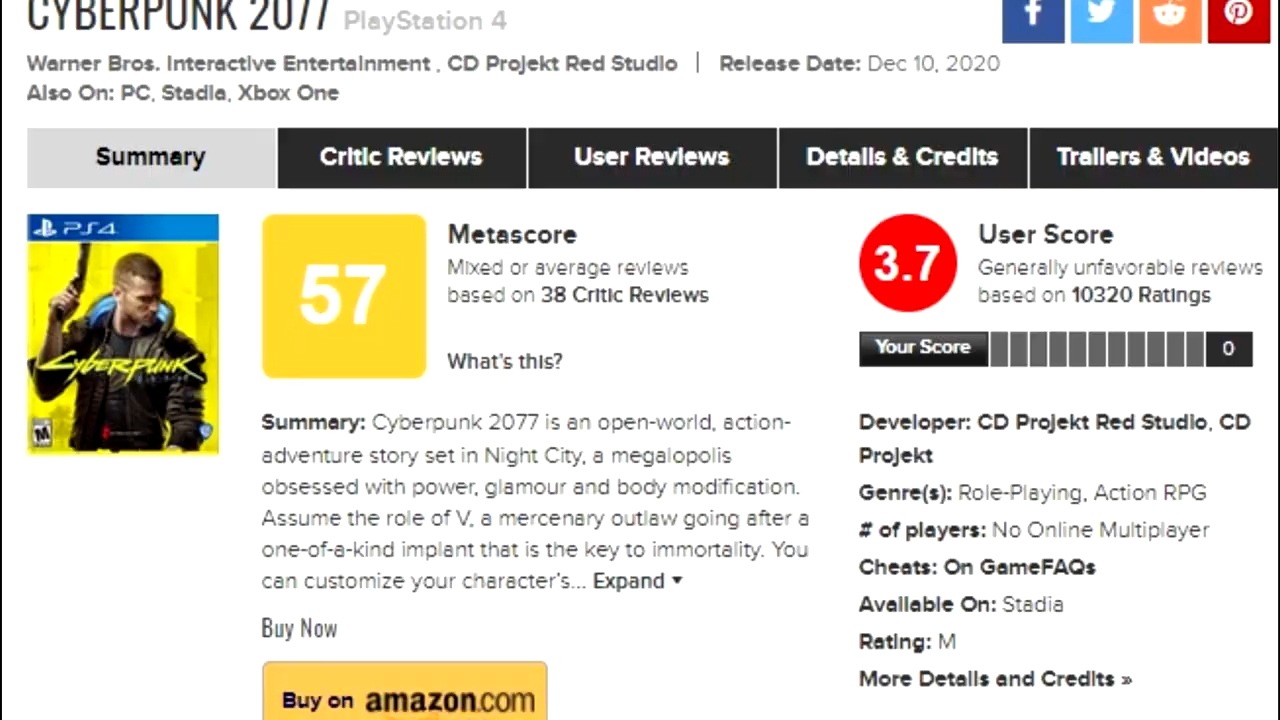 CYBERPUNK 2077 PlayStation 4
Warner Bros. Interactive Entertainment , CD Projekt Red Studio | Release Date: Dec 10, 2020
Also On: PC, Stadia, Xbox One
Summary Critic Reviews User Reviews Details & Credits Trailers & Videos
PS4
Cyberpunk
M
57
Metascore
Mixed or average reviews
based on 38 Critic Reviews
What's this?
3.7
User Score
Generally unfavorable reviews
based on 10320 Ratings
Your Score 0
Summary: Cyberpunk 2077 is an open-world, action-
adventure story set in Night City, a megalopolis
obsessed with power, glamour and body modification.
Assume the role of V, a mercenary outlaw going after a
one-of-a-kind implant that is the key to immortality. You
can customize your character's... Expand
Buy Now
Buy on amazon.com
Developer: CD Projekt Red Studio, CD
Projekt
Genre(s): Role-Playing, Action RPG
# of players: No Online Multiplayer
Cheats: On GameFAQs
Available On: Stadia
Rating: M
More Details and Credits »